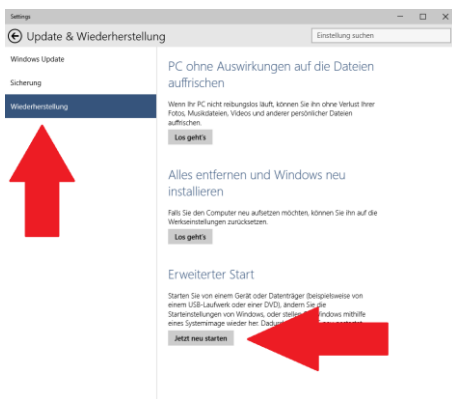 Settings
Update & Wiederherstellung
Einstellung suchen
Windows Update
Sicherung
Wiederherstellung
PC ohne Auswirkungen auf die Dateien
auffrischen
Wenn Ihr PC nicht reibungslos läuft, können Sie ihn ohne Verlust Ihrer
Fotos, Musikdateien, Videos und anderer persönlicher Dateien
auffrischen.
Los geht's
Alles entfernen und Windows neu
installieren
Falls Sie den Computer neu aufsetzen möchten, können Sie ihn auf die
Werkseinstellungen zurücksetzen.
Los geht's
Erweiterter Start
Starten Sie von einem Gerät oder Datenträger (beispielsweise von
einem USB-Laufwerk oder einer DVD), ändern Sie die
Starteinstellungen von Windows, oder stellen Windows mithilfe
eines Systemimage wieder her.
Jetzt neu starten